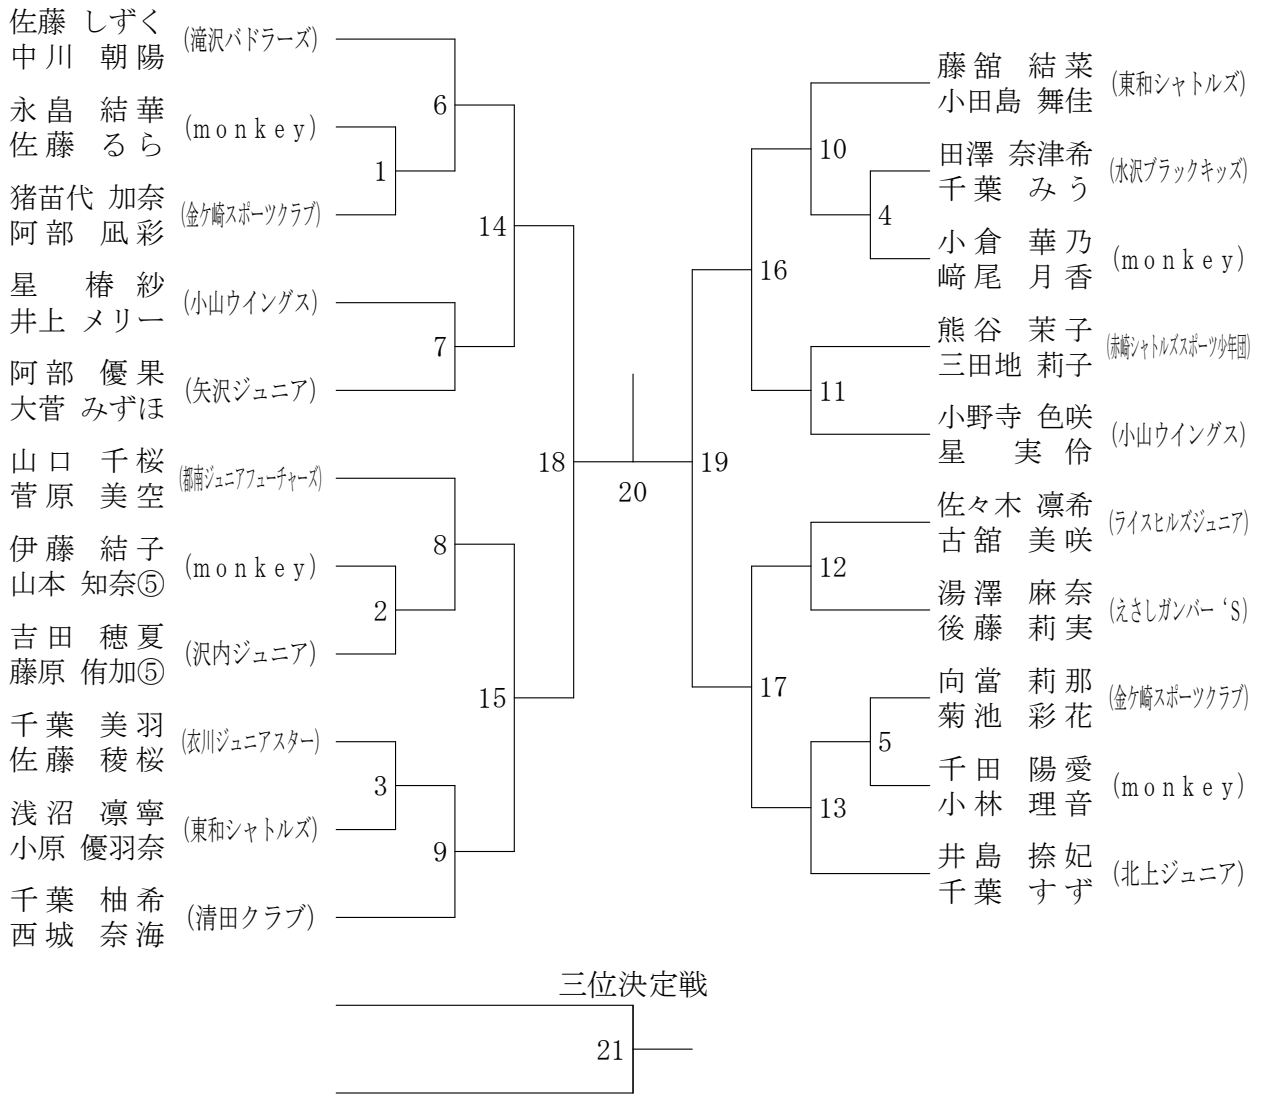 佐藤 しずく
中川 朝陽
(滝沢バドラーズ)
永畠 結華
佐藤 るら
(monkey)
猪苗代 加奈
阿部 凪彩
(金ケ崎スポーツクラブ)
星 椿紗
井上 メリー
(小山ウイングス)
阿部 優果
大菅 みずほ
(矢沢ジュニア)
山口 千桜
菅原 美空
(都南ジュニアフューチャーズ)
伊藤 結子
山本 知奈⑤
(monkey)
吉田 穂夏
藤原 侑加⑤
(沢内ジュニア)
千葉 美羽
佐藤 稜桜
(衣川ジュニアスター)
浅沼 凛寧
小原 優羽奈
(東和シャトルズ)
千葉 柚希
西城 奈海
(清田クラブ)
1
2
3
6
7
8
9
14
15
18
20
19
16
17
10
11
12
13
4
5
藤舘 結菜
小田島 舞佳
(東和シャトルズ)
田澤 奈津希
千葉 みう
(水沢ブラックキッズ)
小倉 華乃
﨑尾 月香
(monkey)
熊谷 茉子
三田地 莉子
(赤崎シャトルズスポーツ少年団)
小野寺 色咲
星 実伶
(小山ウイングス)
佐々木 凛希
古舘 美咲
(ライスヒルズジュニア)
湯澤 麻奈
後藤 莉実
(えさしガンバー‘S)
向當 莉那
菊池 彩花
(金ケ崎スポーツクラブ)
千田 陽愛
小林 理音
(monkey)
井島 捺妃
千葉 すず
(北上ジュニア)
三位決定戦
21